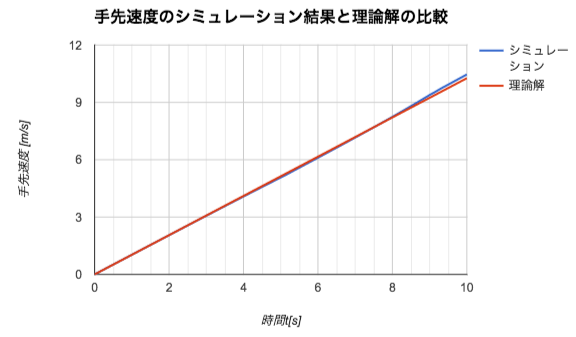 手先速度のシミュレーション結果と理論解の比較
手先速度 [m/s]
12
9
6
3
0
0 2 4 6 8 10
時間t[s]
シミュレー
ション
理論解